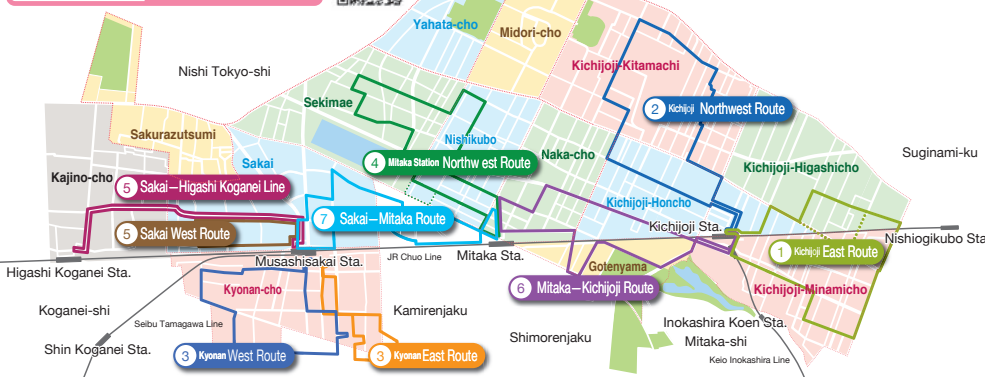 Yahata-cho
Midori-cho
Nishi Tokyo-shi
Kichijoji-Kitamachi
Sekimae
2 Kichijoji Northwest Route
Sakurazutsumi
Nishikubo
Suginami-ku
Sakai
4 Mitaka Station Northw est Route
Naka-cho
Kichijoji-Higashicho
Kajino-cho
5 Sakai–Higashi Koganei Line
Kichijoji-Honcho
7 Sakai–Mitaka Route
5 Sakai West Route
Kichijoji Sta.
Nishiogikubo Sta
1 Kichijoji East Route
Musashisakai Sta.
JR Chuo Line
Mitaka Sta.
Higashi Koganei Sta.
Gotenyama
Kyonan-cho
6 Mitaka–Kichijoji Route
Kichijoji-Minamicho
Koganei-shi
Kamirenjaku
Seibu Tamagawa Line
Inokashira Koen Sta.
Shimorenjaku
Mitaka-shi
Shin Koganei Sta.
3 Kyonan West Route
3 Kyonan East Route
Keio Inokashira Line